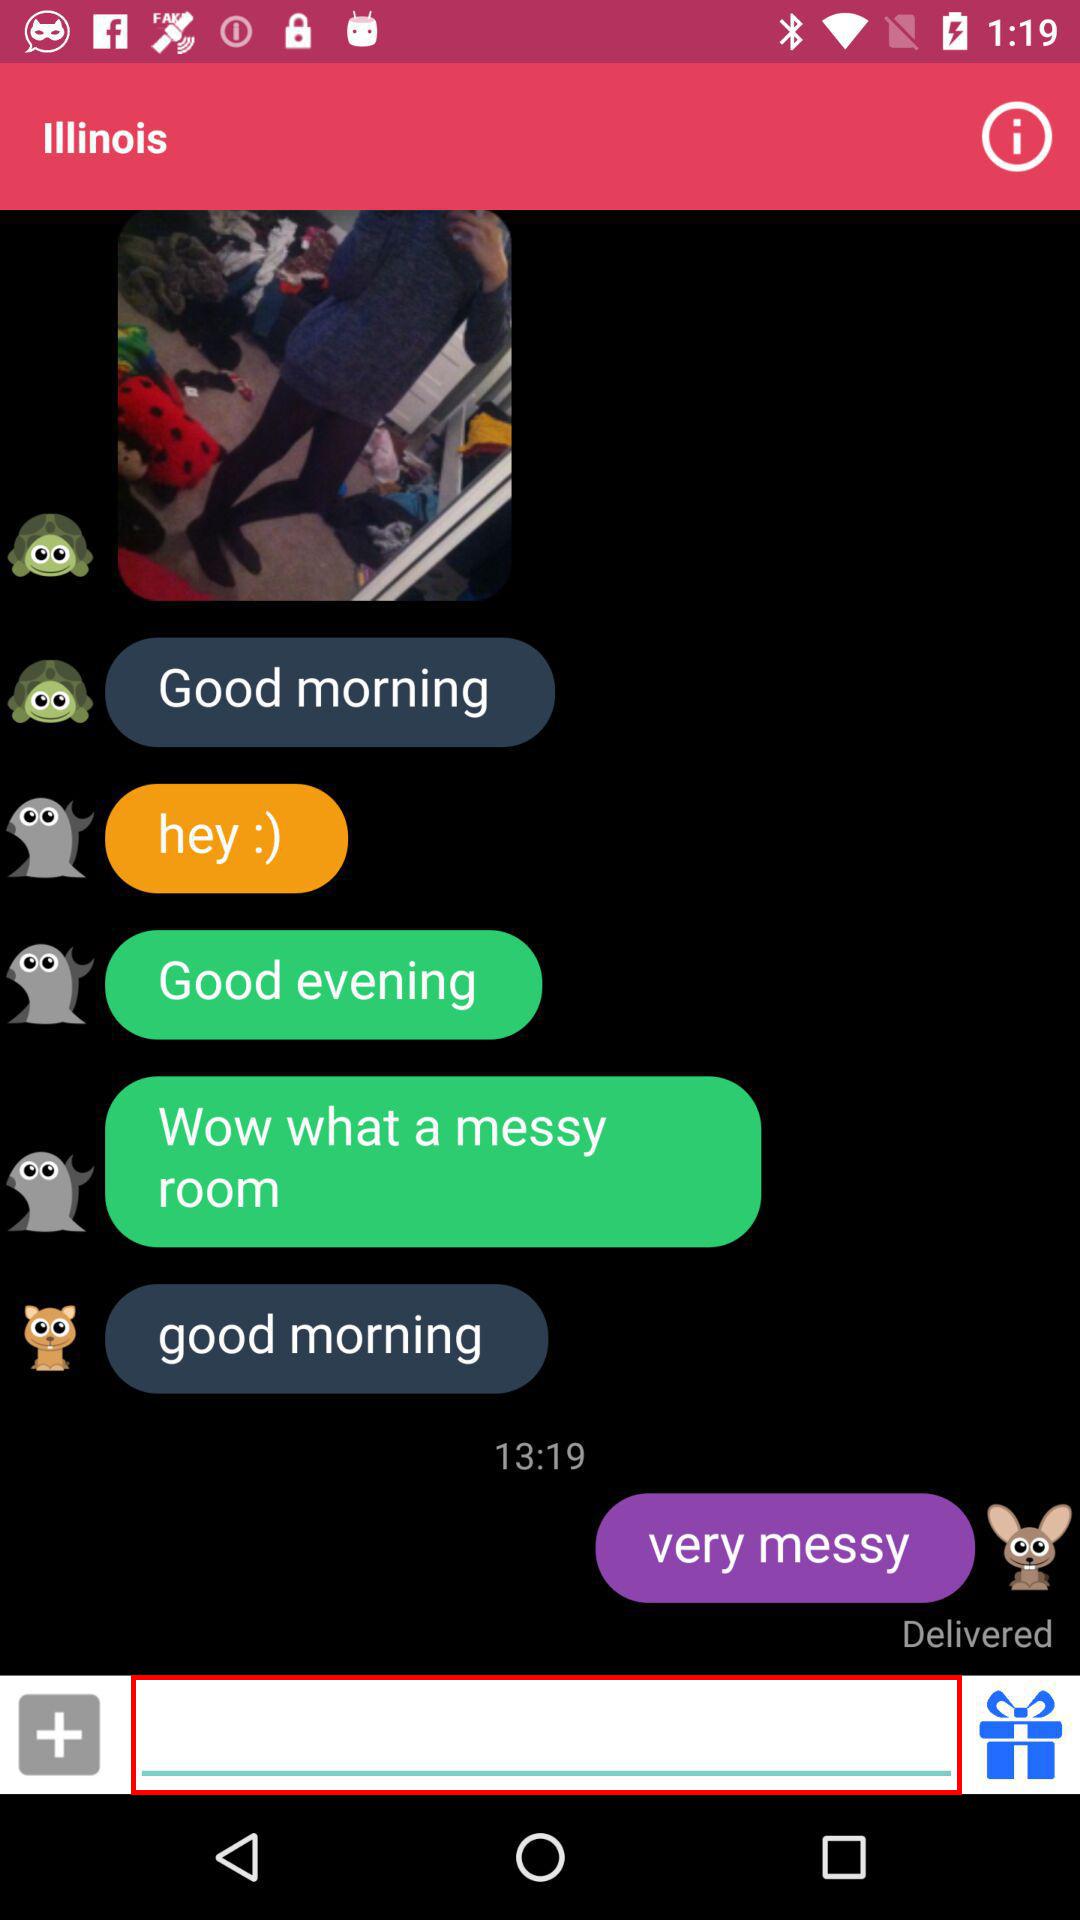 FAKE
1:19
Illinois
Good morning
hey :)
Good evening
Wow what a messy
room
good morning
13:19
very messy
Delivered